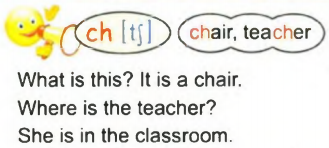 ch [tʃ] chair, teacher
What is this? It is a chair.
Where is the teacher?
She is in the classroom.